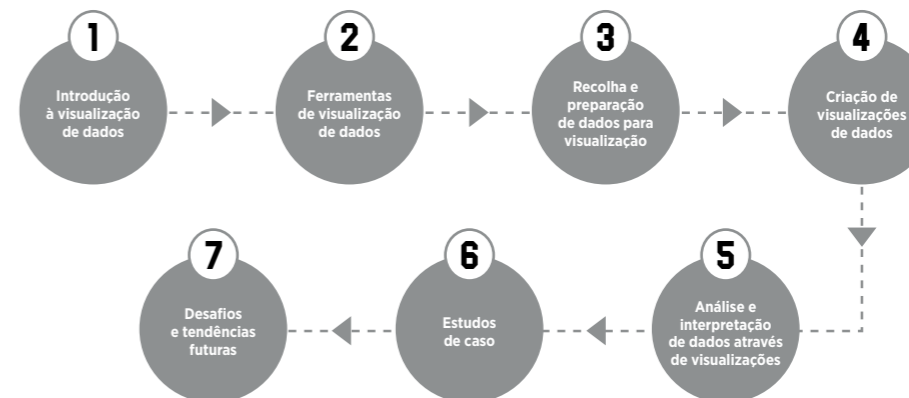 1
Introdução
à visualização
de dados
2
Ferramentas
de visualização
de dados
3
Recolha e
preparação
de dados para
visualização
4
Criação de
visualizações
de dados
5
Análise e
interpretação
de dados através
de visualizações
6
Estudos
de caso
7
Desafios
e tendências
futuras